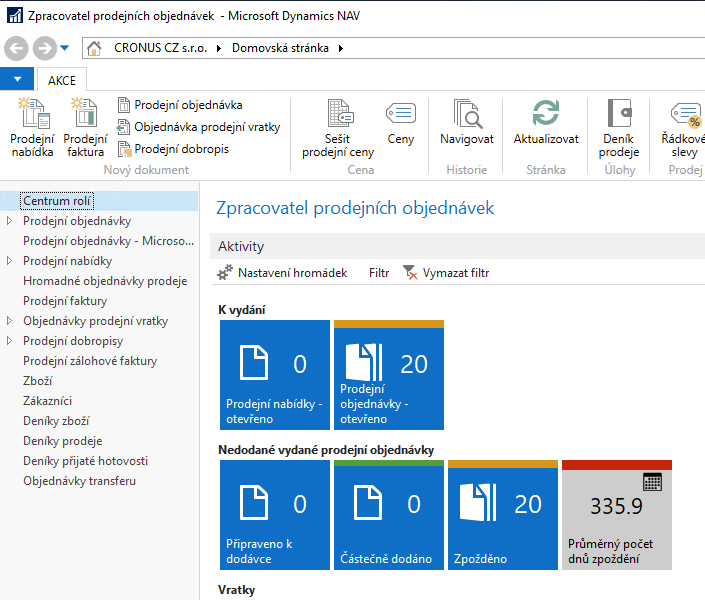 Zpracovatel prodejních objednávek - Microsoft Dynamics NAV
CRONUS CZ s.r.o.
Domovská stránka
AKCE
Prodejní
nabídka
Prodejní
faktura
Prodejní objednávka
Objednávka prodejní vratky
Prodejní dobropis
Nový dokument
Sešit
prodejní ceny
Ceny
Cena
Navigovat
Historie
Aktualizovat
Stránka
Deník
prodeje
Úlohy
Řádkové
slevy
Prodej
Centrum rolí
Prodejní objednávky
Prodejní objednávky - Microso...
Prodejní nabídky
Hromadné objednávky prodeje
Prodejní faktury
Objednávky prodejní vratky
Prodejní dobropisy
Prodejní zálohové faktury
Zboží
Zákazníci
Deníky zboží
Deníky prodeje
Deníky přijaté hotovosti
Objednávky transferu
Zpracovatel prodejních objednávek
Aktivity
Nastavení hromádek
Filtr
Vymazat filtr
K vydání
0
Prodejní nabídky -
otevřeno
20
Prodejní
objednávky -
otevřeno
Nedodané vydané prodejní objednávky
0
Připraveno k
dodávce
0
Částečně dodáno
20
Zpožděno
335.9
Průměrný počet
dnů zpoždění
Vratky